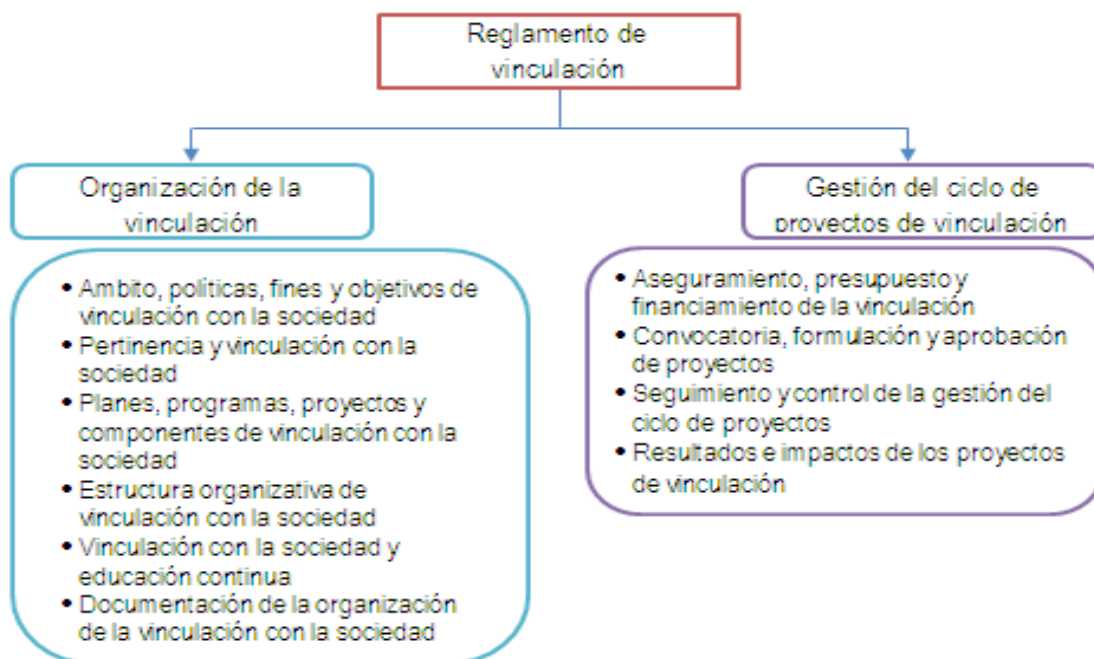 Reglamento de
vinculación
Organización de la
vinculación
Gestión del ciclo de
proyectos de vinculación
• Ambito, políticas, fines y objetivos de
vinculación con la sociedad
• Pertinencia y vinculación con la
sociedad
• Planes, programas, proyectos y
componentes de vinculación con la
sociedad
• Estructura organizativa de
vinculación con la sociedad
• Vinculación con la sociedad y
educación continua
• Documentación de la organización
de la vinculación con la sociedad
• Aseguramiento, presupuesto y
financiamiento de la vinculación
• Convocatoria, formulación y aprobación
de proyectos
• Seguimiento y control de la gestión del
ciclo de proyectos
• Resultados e impactos de los proyectos
de vinculación